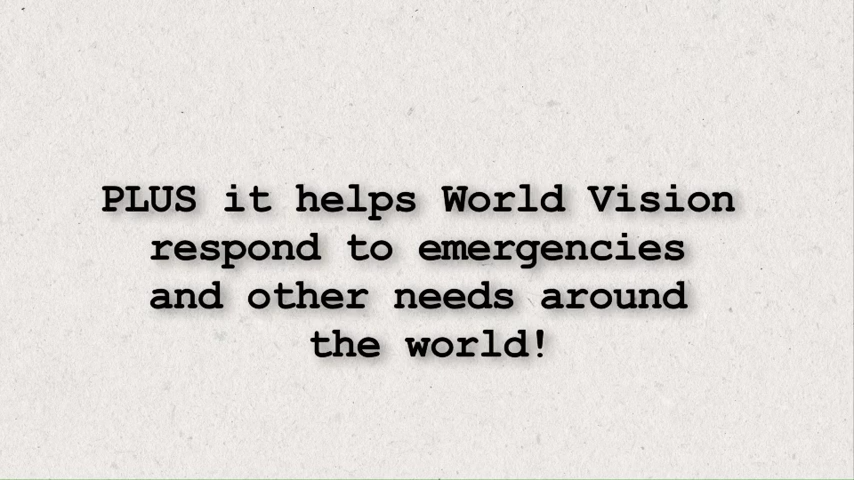 PLUS it helps World Vision
respond to emergencies
and other needs around
the world!